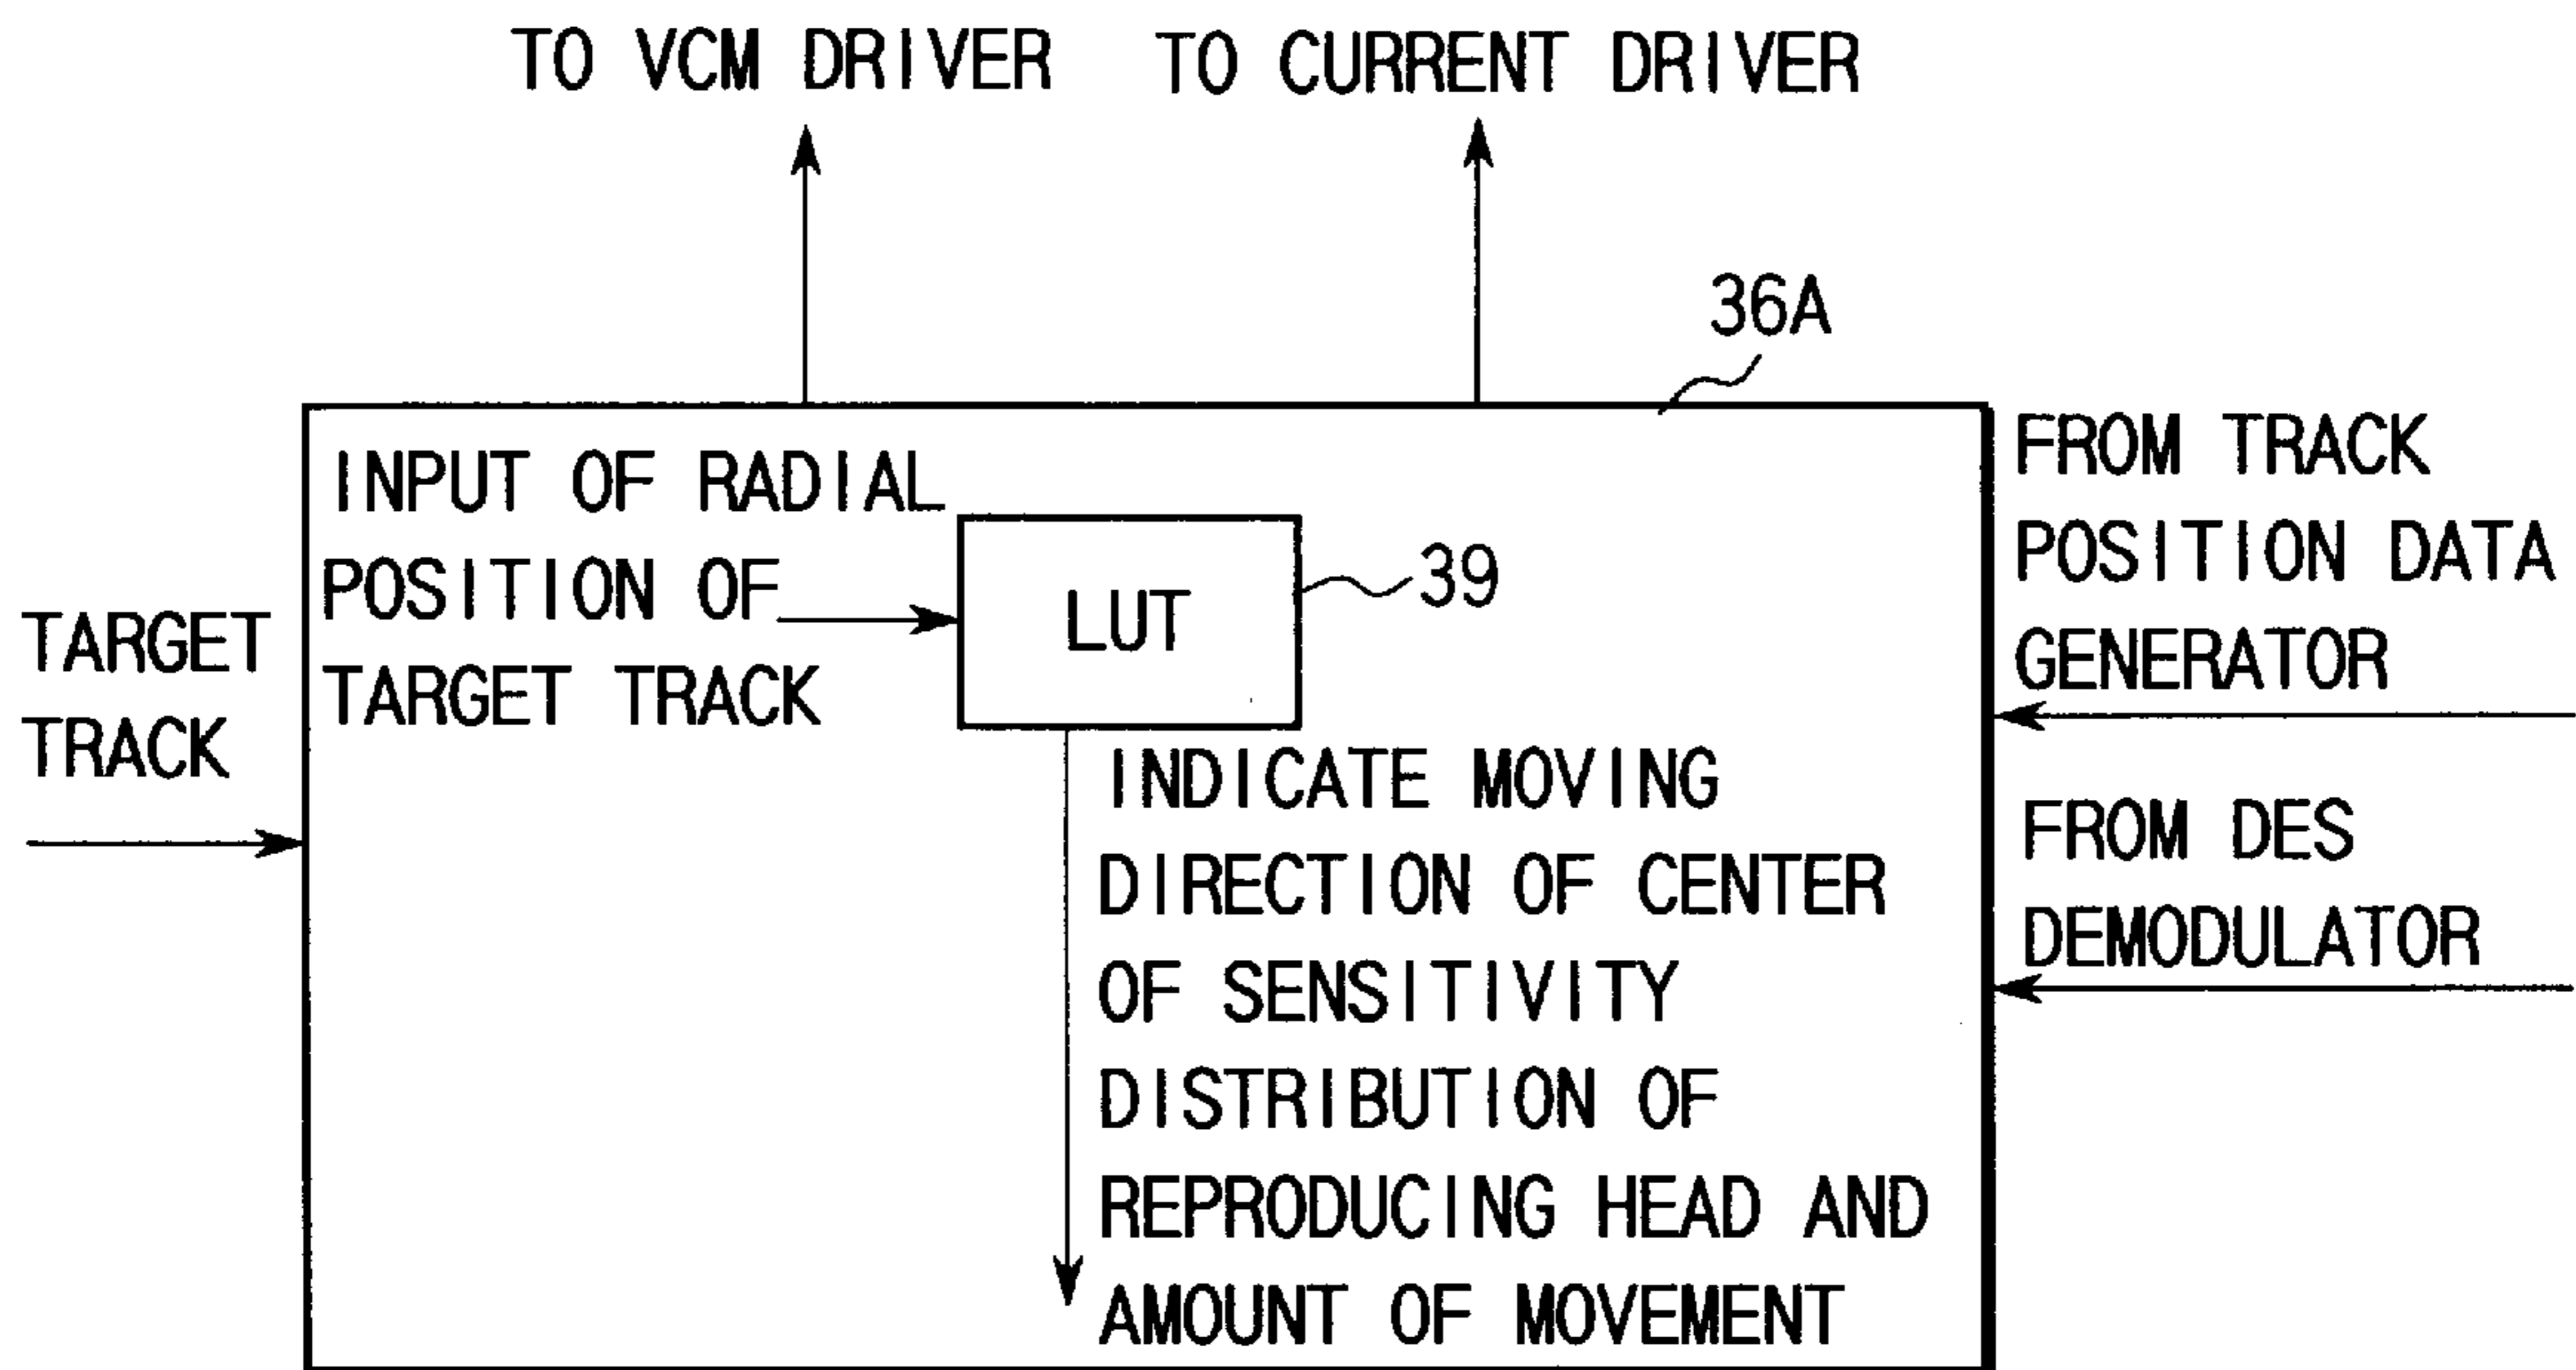 TO VCM DRIVER
TO CURRENT DRIVER
36A
INPUT OF RADIAL
POSITION OF
TARGET TRACK
LUT
39
TARGET
TRACK
FROM TRACK
POSITION DATA
GENERATOR
FROM DES
DEMODULATOR
INDICATE MOVING
DIRECTION OF CENTER
OF SENSITIVITY
DISTRIBUTION OF
REPRODUCING HEAD AND
AMOUNT OF MOVEMENT